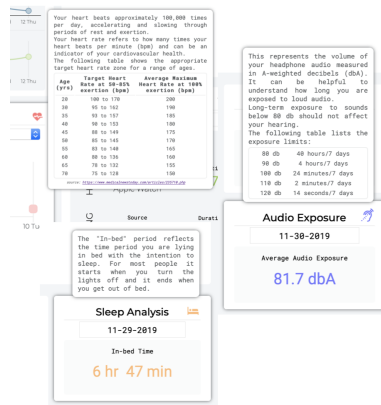 12 Thu
Your heart beats approximately 100,000 times
per day, accelerating and slowing through
periods of rest and exertion.
Your heart rate refers to how many times your
heart beats per minute (bpm) and can be an
indicator of your cardiovascular health.
The following table shows the appropriate
target heart rate zone for a range of ages.
Age (yrs) Target Heart Rate at 50-85% exertion (bpm) Average Maximum Heart Rate at 100% exertion (bpm)
20 100 to 170 200
30 95 to 162 190
35 93 to 157 185
40 90 to 153 180
45 88 to 149 175
50 85 to 145 170
55 83 to 140 165
60 80 to 136 160
65 78 to 132 155
70 75 to 128 150
source: https://www.medicalnewstoday.com/articles/235710.php
12 Thu
10 Tu
Apple Watch
Source
Durati
This represents the volume of
your headphone audio measured
in A-weighted decibels (dbA).
It can be helpful to
understand how long you are
exposed to loud audio.
Long-term exposure to sounds
below 80 db should not affect
your hearing.
The following table lists the
exposure limits:
80 db 40 hours/7 days
90 db 4 hours/7 days
100 db 24 minutes/7 days
110 db 2 minutes/7 days
120 db 14 seconds/7 days
Audio Exposure
11-30-2019
Average Audio Exposure
81.7 dbA
The "In-bed" period reflects
the time period you are lying
in bed with the intention to
sleep. For most people it
starts when you turn the
lights off and it ends when
you get out of bed.
Sleep Analysis
11-29-2019
In-bed Time
6 hr 47 min